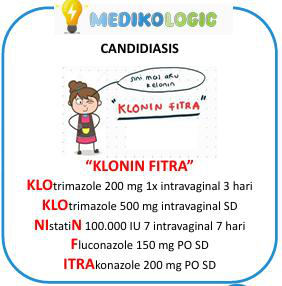 MEDIKOLOGIC
CANDIDIASIS
sini mas aku
kelonin
"KLONIN FITRA"
"KLONIN FITRA"
KLOtrimazole 200 mg 1x intravaginal 3 hari
KLOtrimazole 500 mg intravaginal SD
NIstatiN 100.000 IU 7 intravaginal 7 hari
Fluconazole 150 mg PO SD
ITRAkonazole 200 mg PO SD